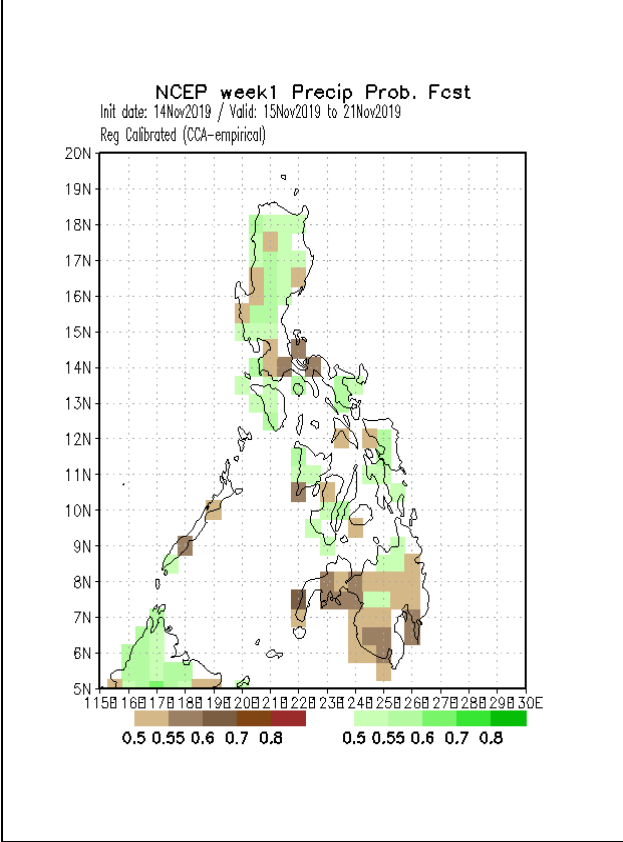 NCEP week1 Precip Prob. Fcst
Init date: 14Nov2019 / Valid: 15Nov2019 to 21Nov2019
Reg Calibrated (CCA-empirical)
20N
19N
18N
17N
16N
15N
14N
13N
12N
11N
10N
9N
8N
7N
6N
5N
115E 116E 117E 118E 119E 120E 121E 122E 123E 124E 125E 126E 127E 128E 129E 130E
0.5 0.55 0.6 0.7 0.8 0.5 0.55 0.6 0.7 0.8